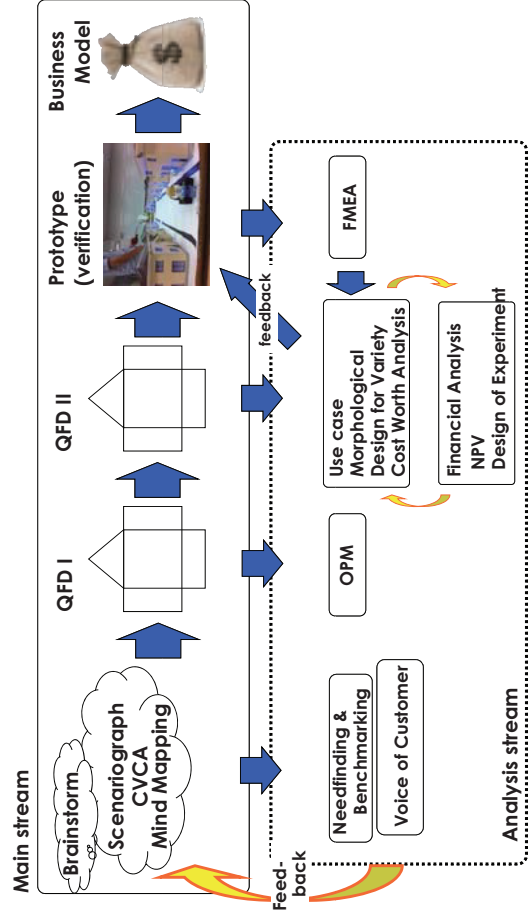 Main stream
Brainstorm
Scenariograph
CVCA
Mind Mapping
QFD I
QFD II
Prototype
(verification)
Business
Model
$
Feed-
back
feedback
Needfinding &
Benchmarking
Voice of Customer
OPM
Use case
Morphological
Design for Variety
Cost Worth Analysis
FMEA
Financial Analysis
NPV
Design of Experiment
Analysis stream